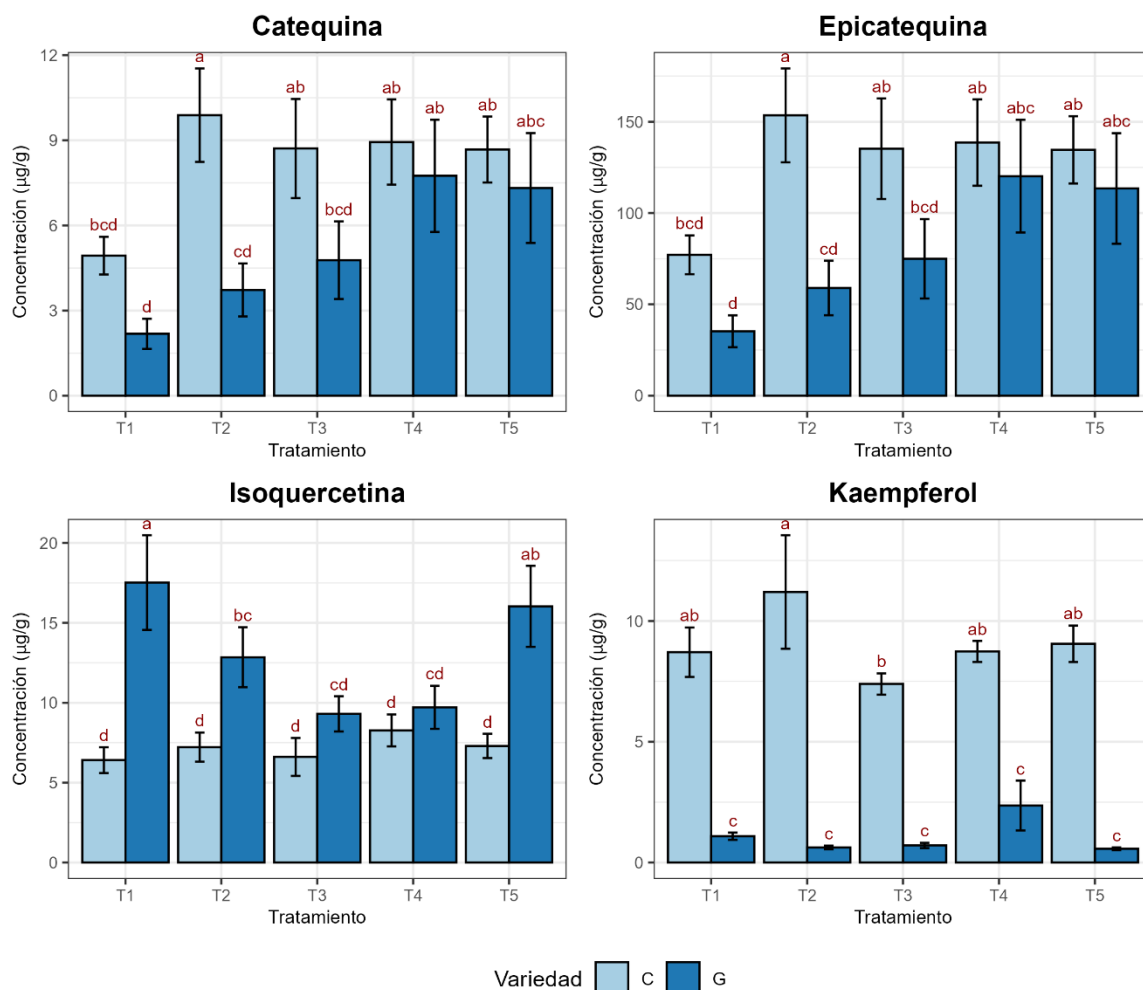 Catequina
Concentración (µg/g)
12
9
6
3
0
bcd
d
a
cd
ab
bcd
ab
ab
ab
abc
T1 T2 T3 T4 T5
Tratamiento
Epicatequina
Concentración (µg/g)
150
100
50
0
bcd
d
a
cd
ab
bcd
ab
abc
ab
abc
T1 T2 T3 T4 T5
Tratamiento
Isoquercetina
Concentración (µg/g)
20
15
10
5
0
d
a
d
bc
d
cd
d
cd
d
ab
T1 T2 T3 T4 T5
Tratamiento
Kaempferol
Concentración (µg/g)
10
5
0
ab
c
a
c
b
c
ab
c
ab
c
T1 T2 T3 T4 T5
Tratamiento
Variedad C G